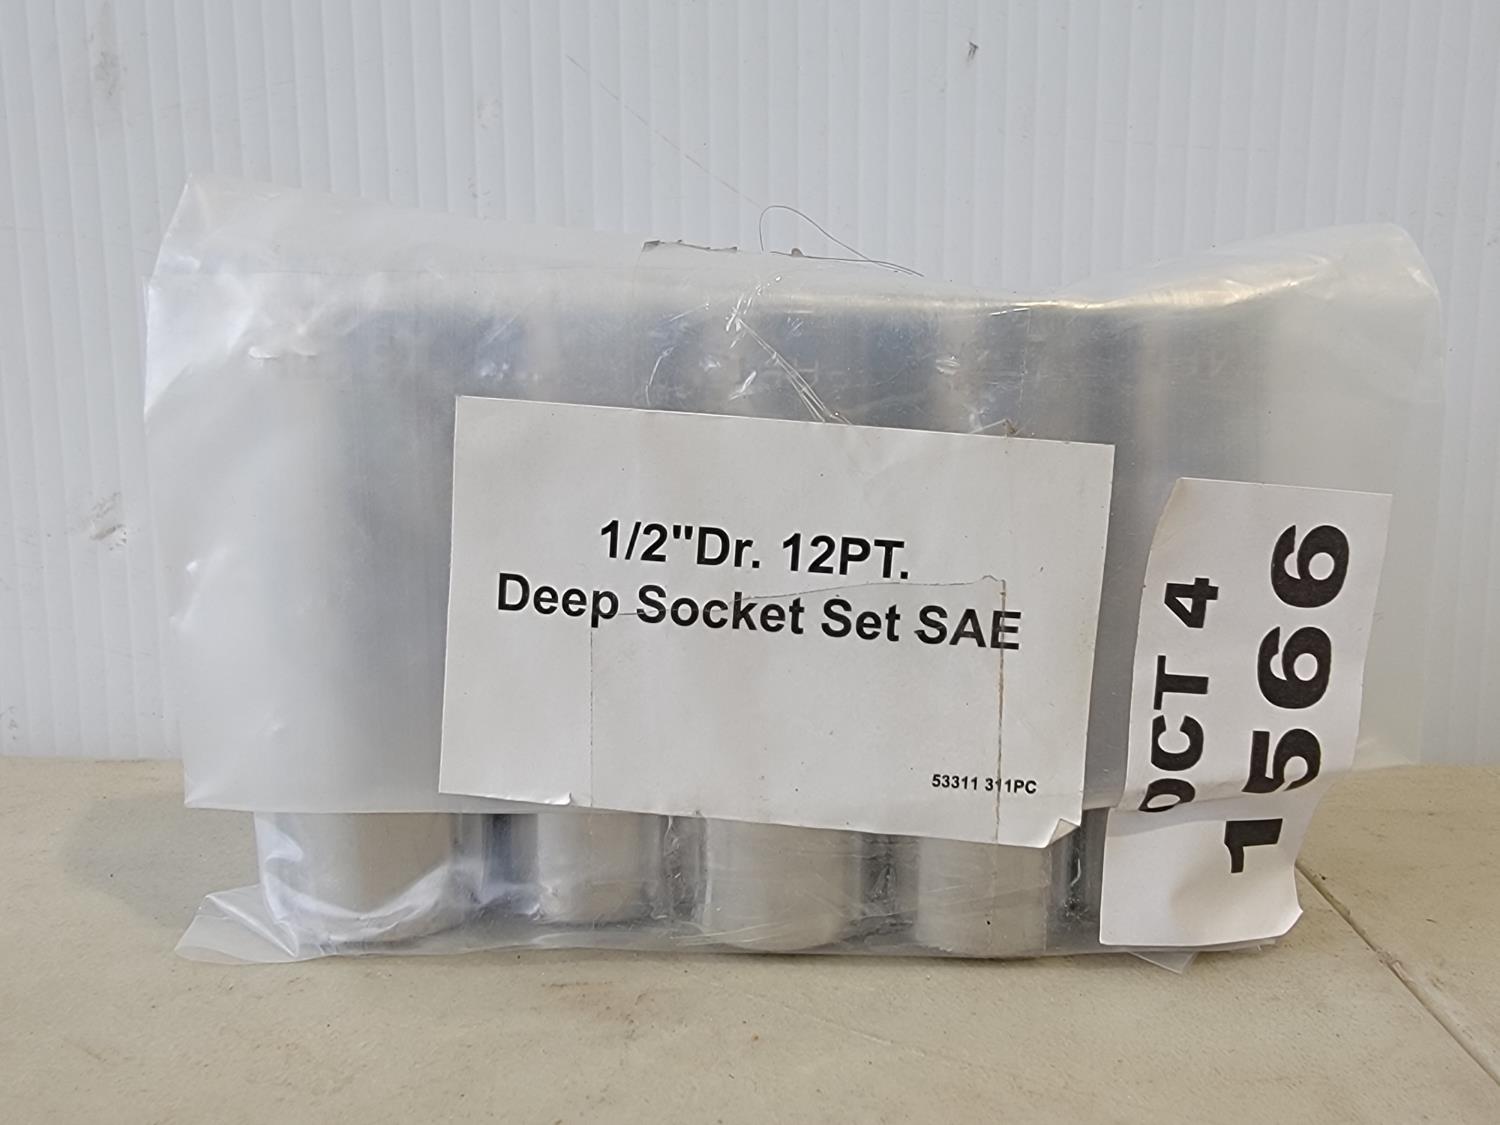 1/2"Dr. 12PT.
Deep Socket Set SAE
53311 311PC
OCT 4
1566